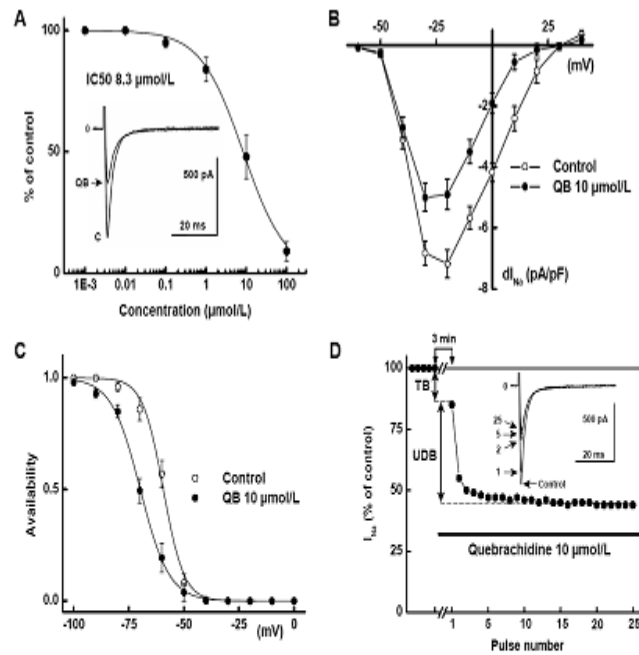 A
100
50
0
% of control
IC50 8.3 µmol/L
0
QB
C
500 pA
20 ms
1E-3 0.01 0.1 1 10 100
Concentration (µmol/L)
B
-50 -25 25
(mV)
-2
-4
-6
-8
Control
QB 10 µmol/L
dI_Na (pA/pF)
C
1.0
0.5
0.0
Availability
Control
QB 10 µmol/L
-100 -75 -50 -25 0
(mV)
D
3 min
100
75
50
25
0
I_Na (% of control)
TB
UDB
0
25
5
2
1
Control
500 pA
20 ms
Quebrachidine 10 µmol/L
1 5 10 15 20 25
Pulse number